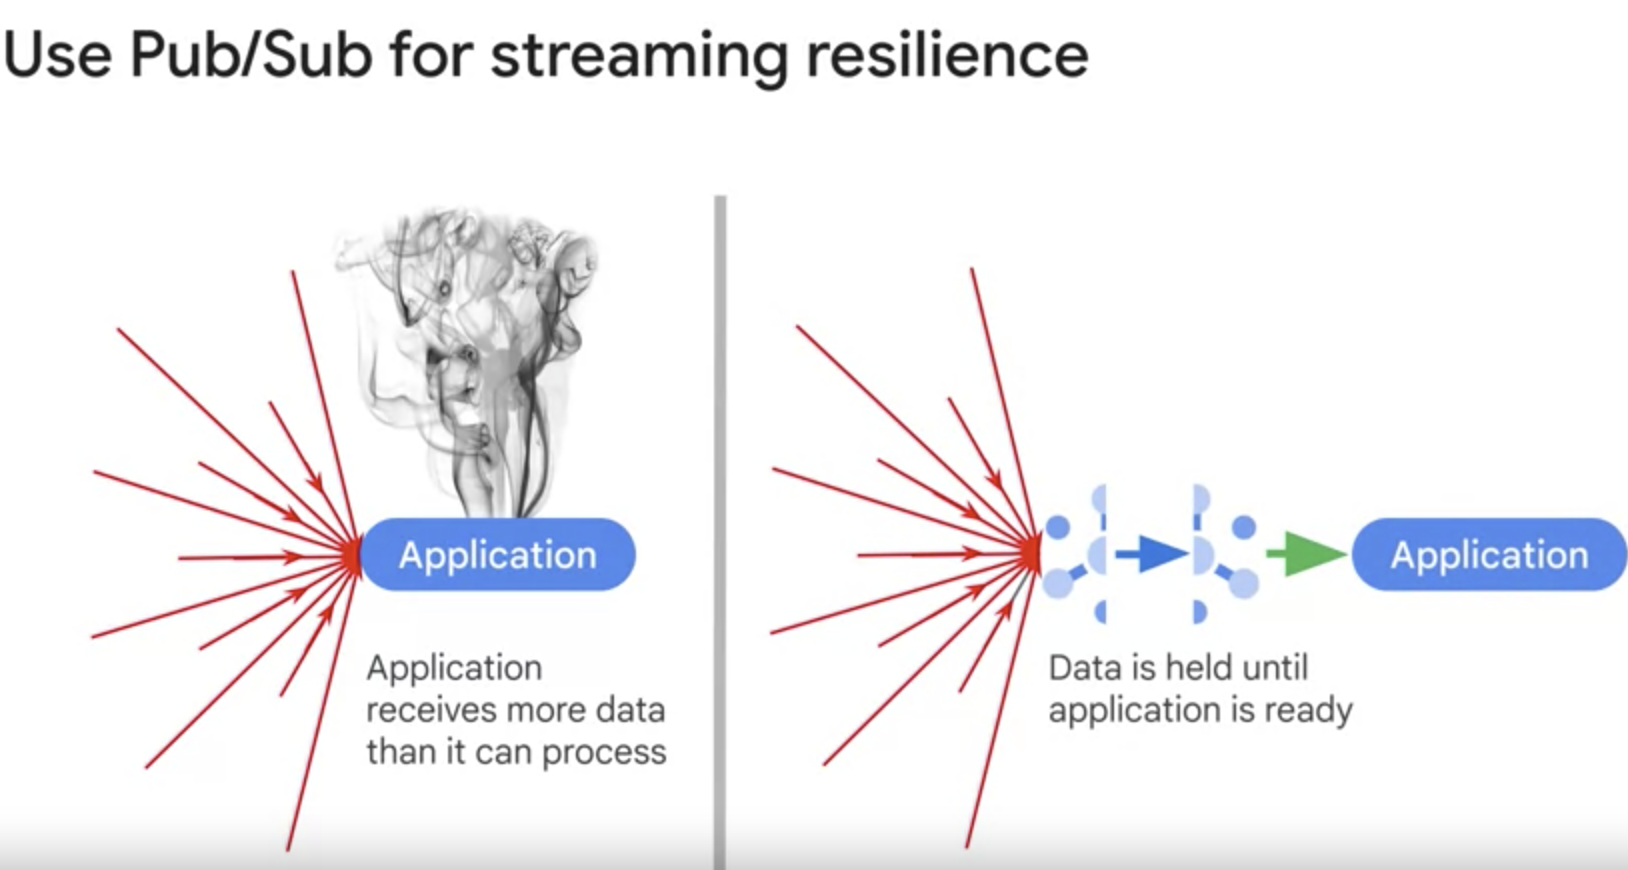 Use Pub/Sub for streaming resilience
Application
Application
receives more data
than it can process
Application
Data is held until
application is ready